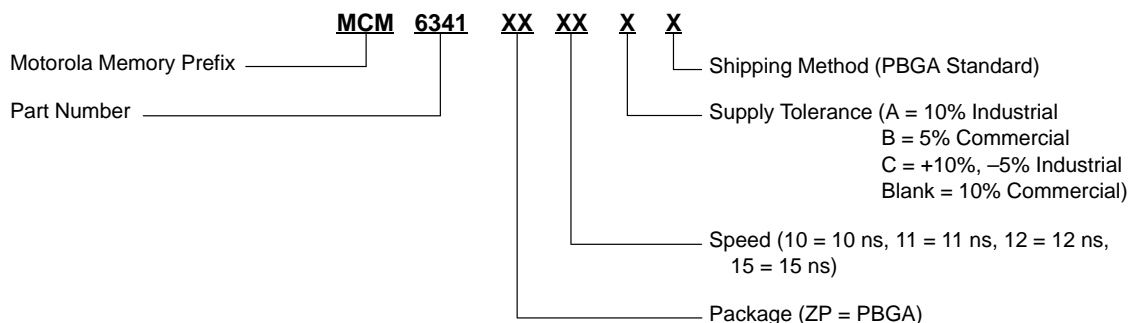 MCM 6341 XX XX X X
Motorola Memory Prefix
Part Number
Shipping Method (PBGA Standard)
Supply Tolerance (A = 10% Industrial
B = 5% Commercial
C = +10%, –5% Industrial
Blank = 10% Commercial)
Speed (10 = 10 ns, 11 = 11 ns, 12 = 12 ns,
15 = 15 ns)
Package (ZP = PBGA)